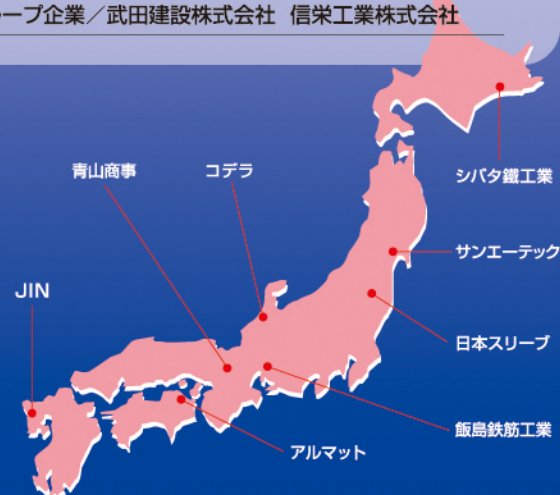 ープ企業／武田建設株式会社 信栄工業株式会社
青山商事
コデラ
シバタ鐵工業
サンエーテック
JIN
日本スリーブ
飯島鉄筋工業
アルマット